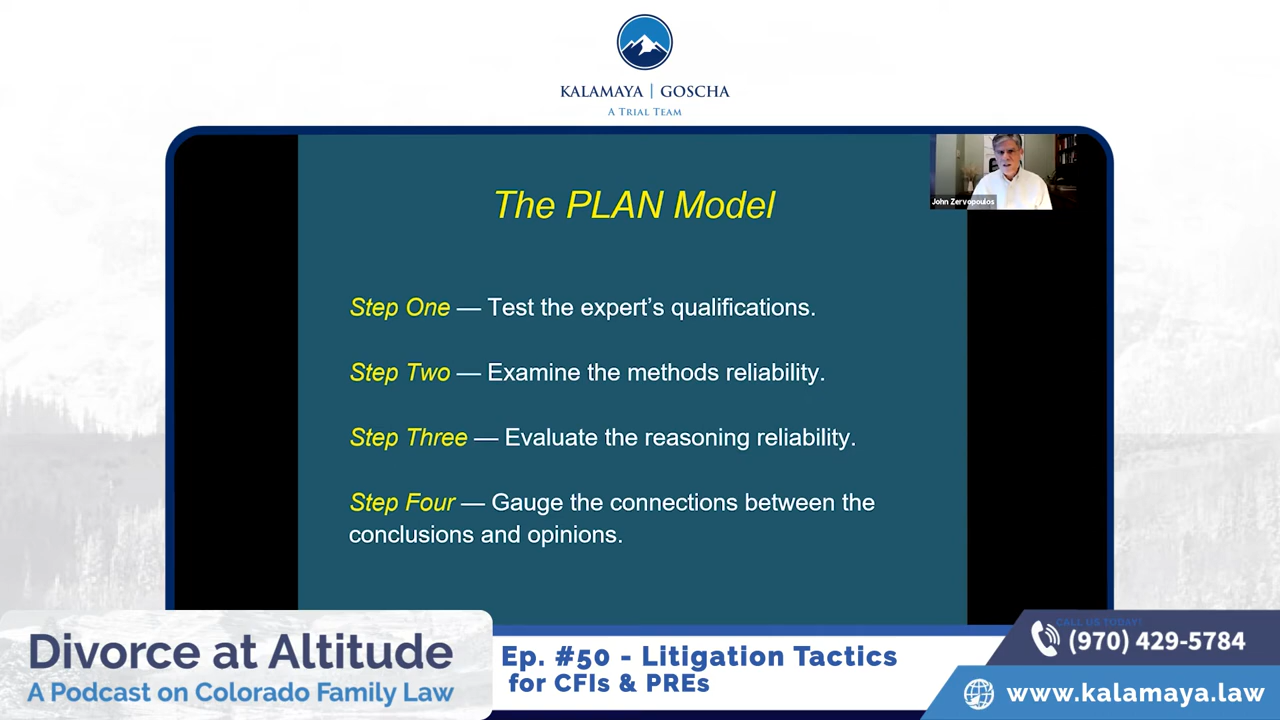 KALAMAYA | GOSCHA
A TRIAL TEAM
The PLAN Model
John Zervopoulos
Step One — Test the expert’s qualifications.
Step Two — Examine the methods reliability.
Step Three — Evaluate the reasoning reliability.
Step Four — Gauge the connections between the
conclusions and opinions.
Divorce at Altitude
A Podcast on Colorado Family Law
Ep. #50 - Litigation Tactics
for CFIs & PREs
CALL US TODAY!
(970) 429-5784
www.kalamaya.law